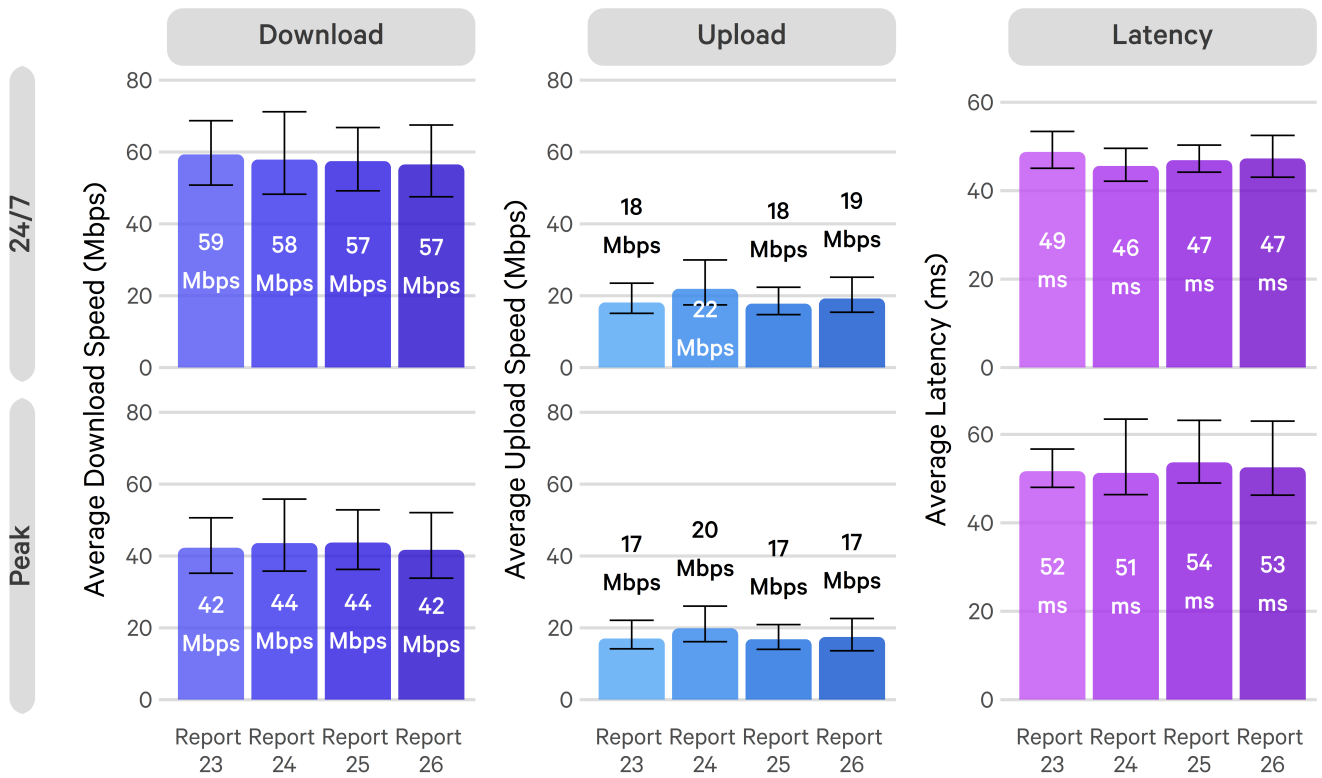 Download
Upload
Latency
24/7
Average Download Speed (Mbps)
80
60
40
20
0
59
Mbps
58
Mbps
57
Mbps
57
Mbps
Average Upload Speed (Mbps)
80
60
40
20
0
18
Mbps
22
Mbps
18
Mbps
19
Mbps
Average Latency (ms)
60
40
20
0
49
ms
46
ms
47
ms
47
ms
Peak
80
60
40
20
0
42
Mbps
44
Mbps
44
Mbps
42
Mbps
80
60
40
20
0
17
Mbps
20
Mbps
17
Mbps
17
Mbps
60
40
20
0
52
ms
51
ms
54
ms
53
ms
Report Report Report Report
23 24 25 26
Report Report Report Report
23 24 25 26
Report Report Report Report
23 24 25 26